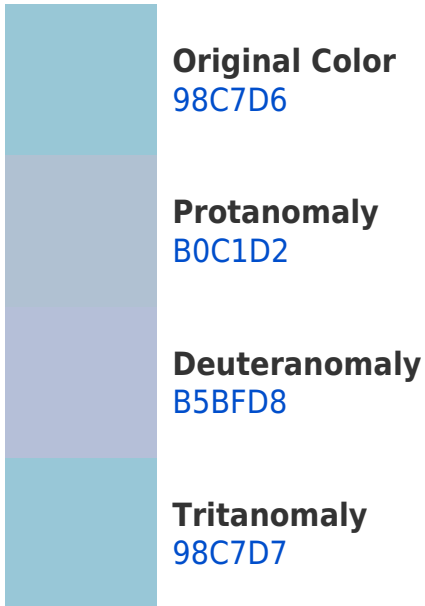 Original Color
98C7D6
Protanomaly
B0C1D2
Deuteranomaly
B5BFD8
Tritanomaly
98C7D7